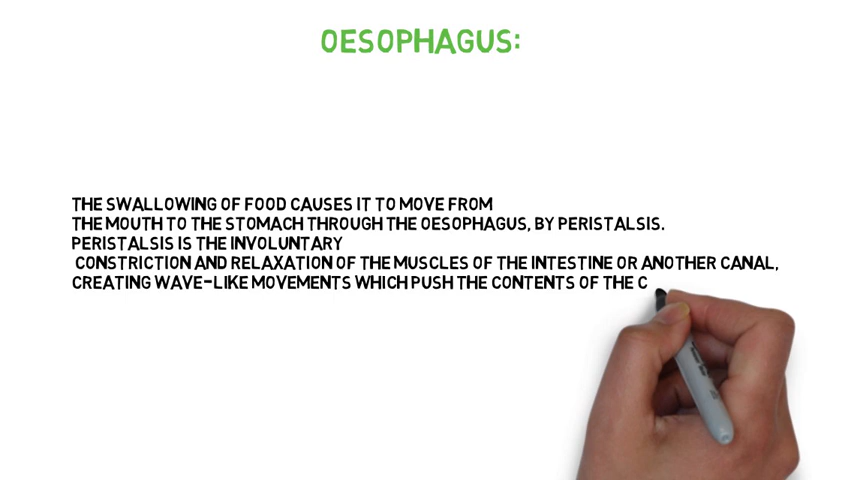 OESOPHAGUS:
THE SWALLOWING OF FOOD CAUSES IT TO MOVE FROM
THE MOUTH TO THE STOMACH THROUGH THE OESOPHAGUS, BY PERISTALSIS.
PERISTALSIS IS THE INVOLUNTARY
CONSTRICTION AND RELAXATION OF THE MUSCLES OF THE INTESTINE OR ANOTHER CANAL,
CREATING WAVE-LIKE MOVEMENTS WHICH PUSH THE CONTENTS OF THE C